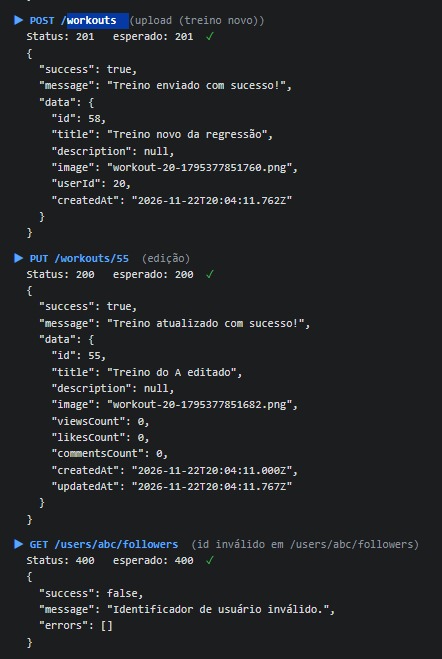 ▶ POST /workouts (upload (treino novo))
Status: 201 esperado: 201 ✓
{
"success": true,
"message": "Treino enviado com sucesso!",
"data": {
"id": 58,
"title": "Treino novo da regressão",
"description": null,
"image": "workout-20-1795377851760.png",
"userId": 20,
"createdAt": "2026-11-22T20:04:11.762Z"
}
}
▶ PUT /workouts/55 (edição)
Status: 200 esperado: 200 ✓
{
"success": true,
"message": "Treino atualizado com sucesso!",
"data": {
"id": 55,
"title": "Treino do A editado",
"description": null,
"image": "workout-20-1795377851682.png",
"viewsCount": 0,
"likesCount": 0,
"commentsCount": 0,
"createdAt": "2026-11-22T20:04:11.000Z",
"updatedAt": "2026-11-22T20:04:11.767Z"
}
}
▶ GET /users/abc/followers (id inválido em /users/abc/followers)
Status: 400 esperado: 400 ✓
{
"success": false,
"message": "Identificador de usuário inválido.",
"errors": []
}